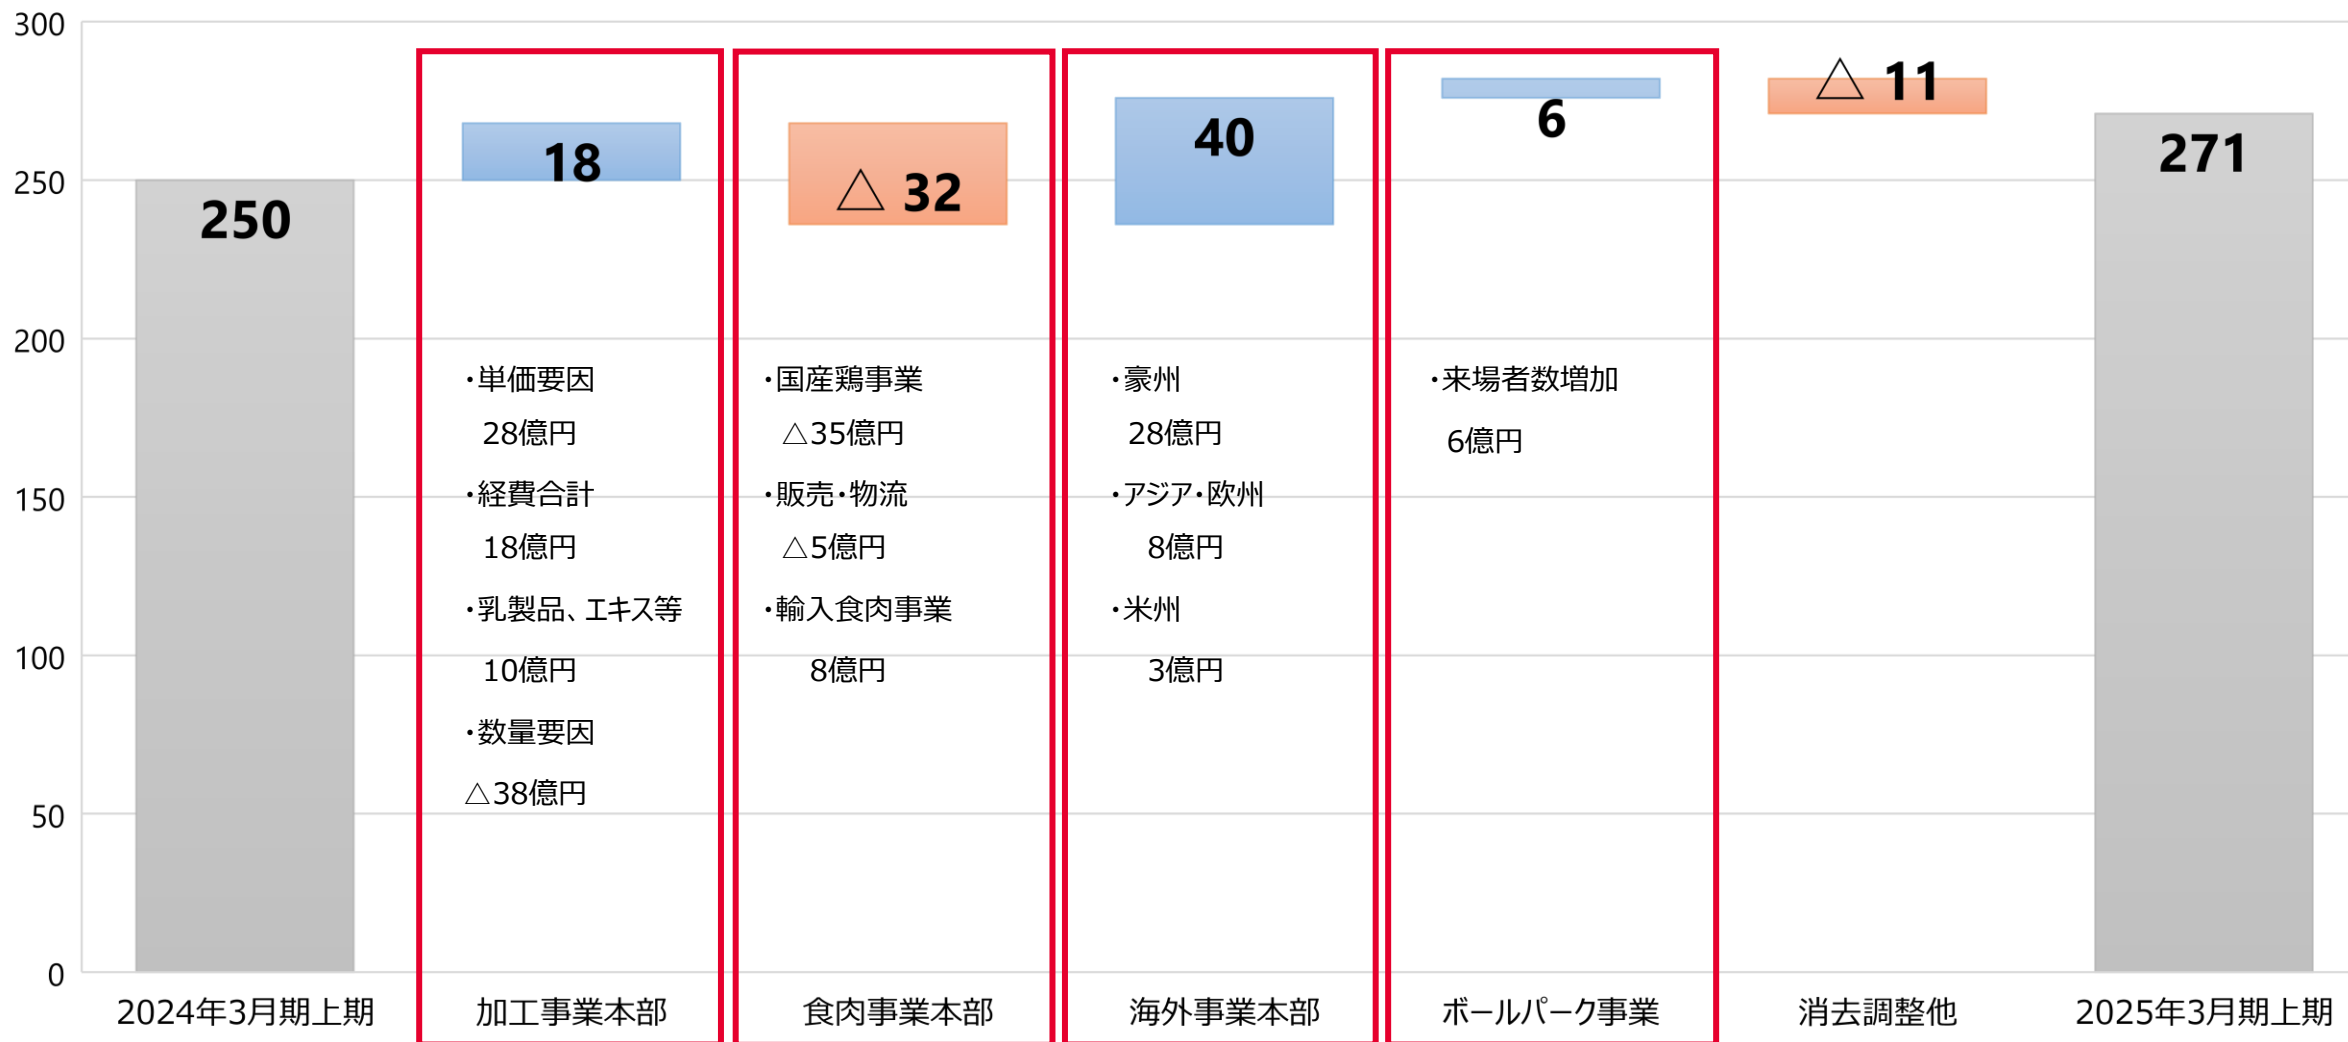 300
250
200
150
100
50
0
250
18
△ 32
40
6
△ 11
271
・単価要因
28億円
・経費合計
18億円
・乳製品、エキス等
10億円
・数量要因
△38億円
・国産鶏事業
△35億円
・販売・物流
△5億円
・輸入食肉事業
8億円
・豪州
28億円
・アジア・欧州
8億円
・米州
3億円
・来場者数増加
6億円
2024年3月期上期
加工事業本部
食肉事業本部
海外事業本部
ボールパーク事業
消去調整他
2025年3月期上期